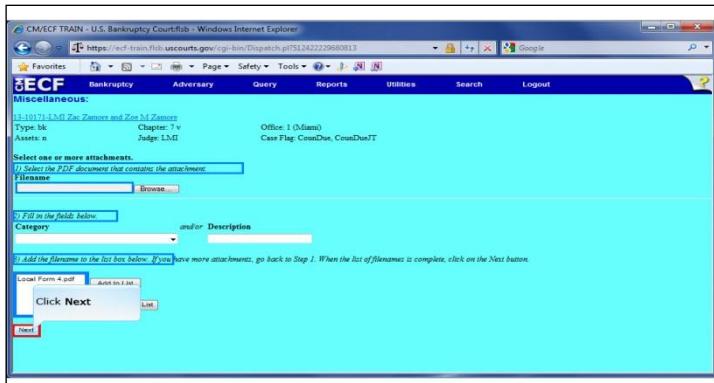 CM/ECF TRAIN - U.S. Bankruptcy Court:flsb - Windows Internet Explorer
https://ecf-train.flsb.uscourts.gov/cgi-bin/Dispatch.pl?512422229680813
Google
Favorites Page Safety Tools
ECF Bankruptcy Adversary Query Reports Utilities Search Logout ?
Miscellaneous:
13-10171-LMI Zac Zamore and Zoe M Zamore
Type: bk Chapter: 7 v Office: 1 (Miami)
Assets: n Judge: LMI Case Flag: CounDue, CounDueJT
Select one or more attachments.
1) Select the PDF document that contains the attachment.
Filename
Browse...
2) Fill in the fields below.
Category and/or Description
3) Add the filename to the list box below. If you have more attachments, go back to Step 1. When the list of filenames is complete, click on the Next button.
Local Form 4.pdf Add to List
Click Next
List
Next